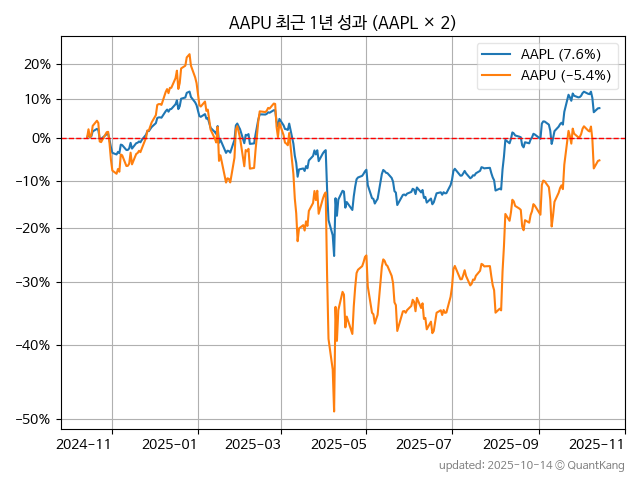 AAPU 최근 1년 성과 (AAPL × 2)
AAPL (7.6%)
AAPU (−5.4%)
20%
10%
0%
−10%
−20%
−30%
−40%
−50%
2024-11 2025-01 2025-03 2025-05 2025-07 2025-09 2025-11
updated: 2025-10-14 © QuantKang